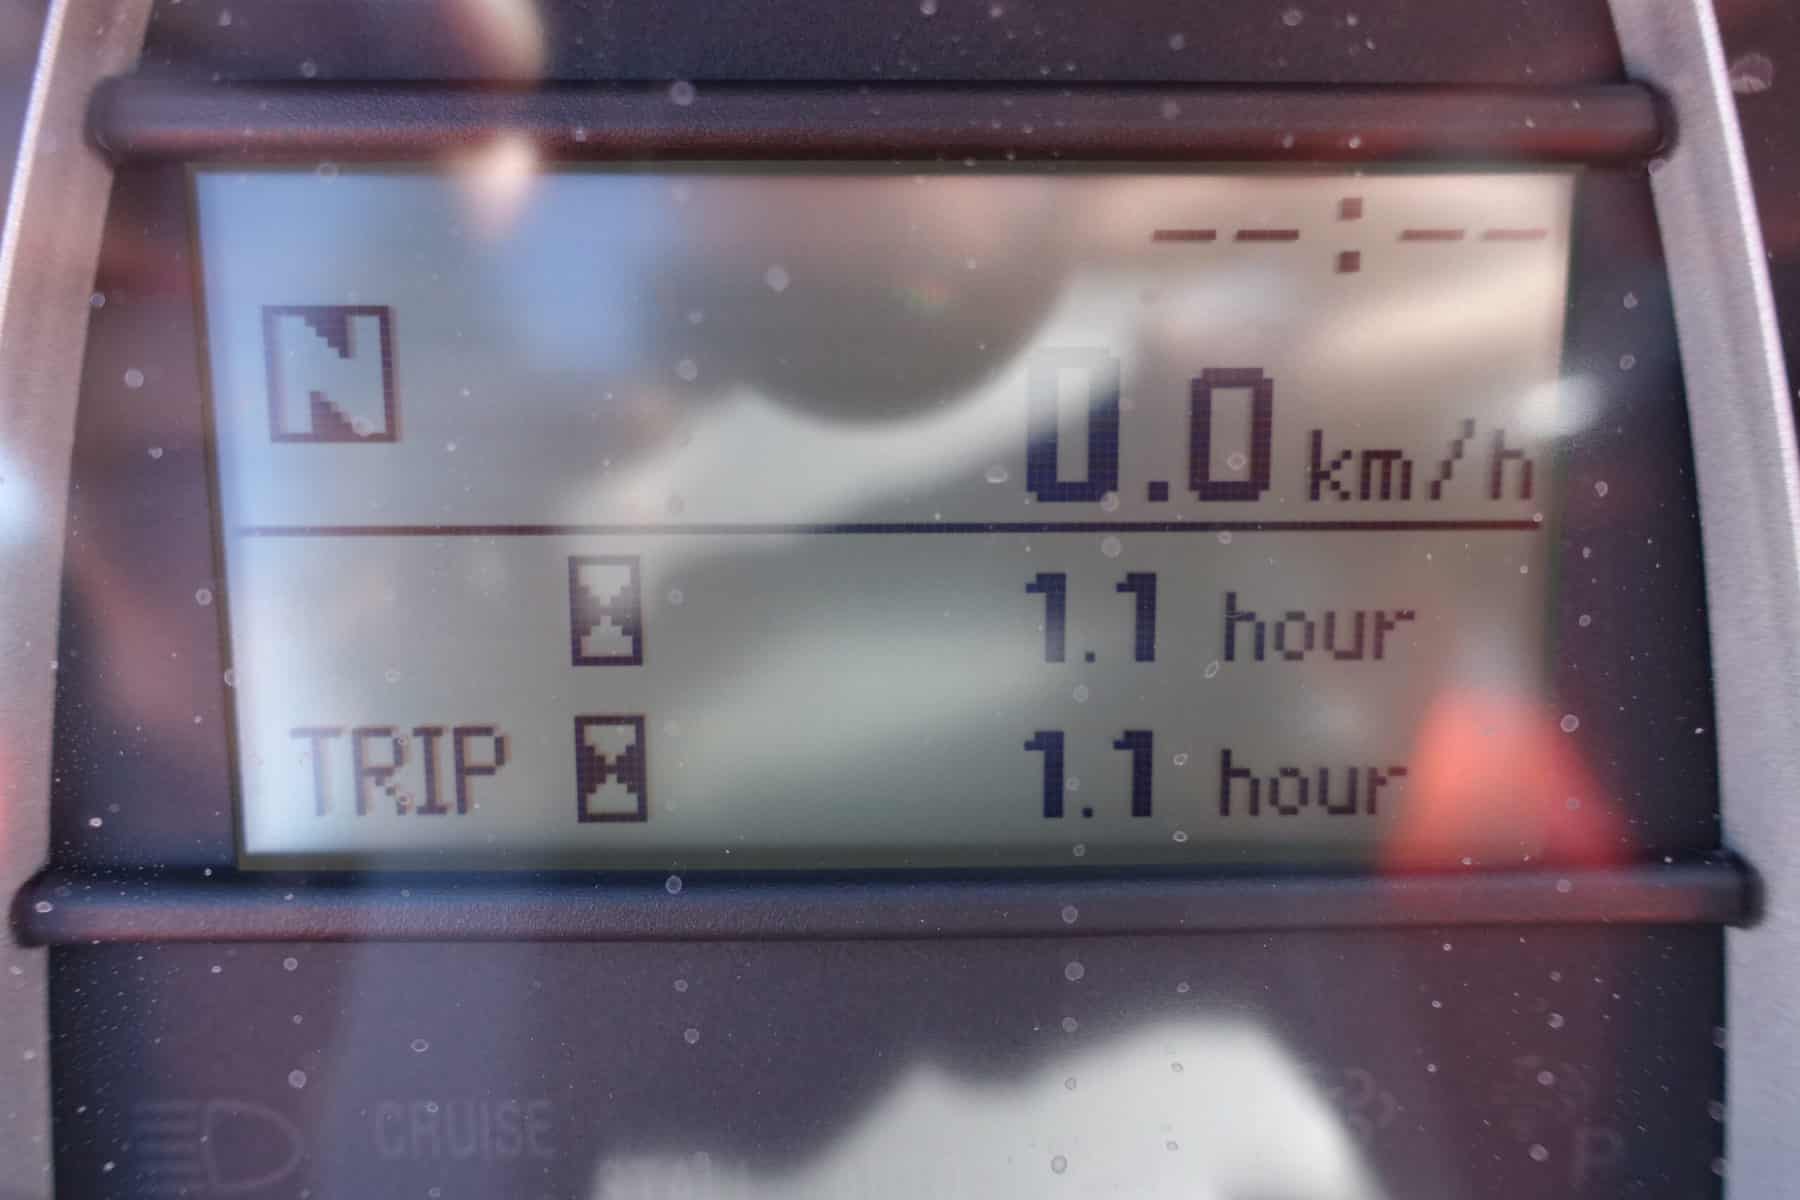 --:--
N
0.0 km/h
1.1 hour
TRIP 1.1 hour
CRUISE
P